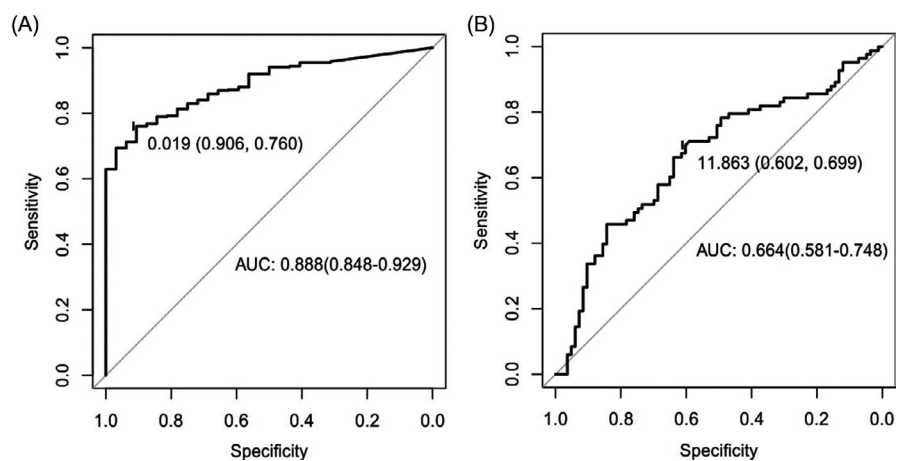 (A)
1.0
0.8
0.6
0.4
0.2
0.0
Sensitivity
0.019 (0.906, 0.760)
AUC: 0.888(0.848-0.929)
1.0 0.8 0.6 0.4 0.2 0.0
Specificity
(B)
1.0
0.8
0.6
0.4
0.2
0.0
Sensitivity
11.863 (0.602, 0.699)
AUC: 0.664(0.581-0.748)
1.0 0.8 0.6 0.4 0.2 0.0
Specificity